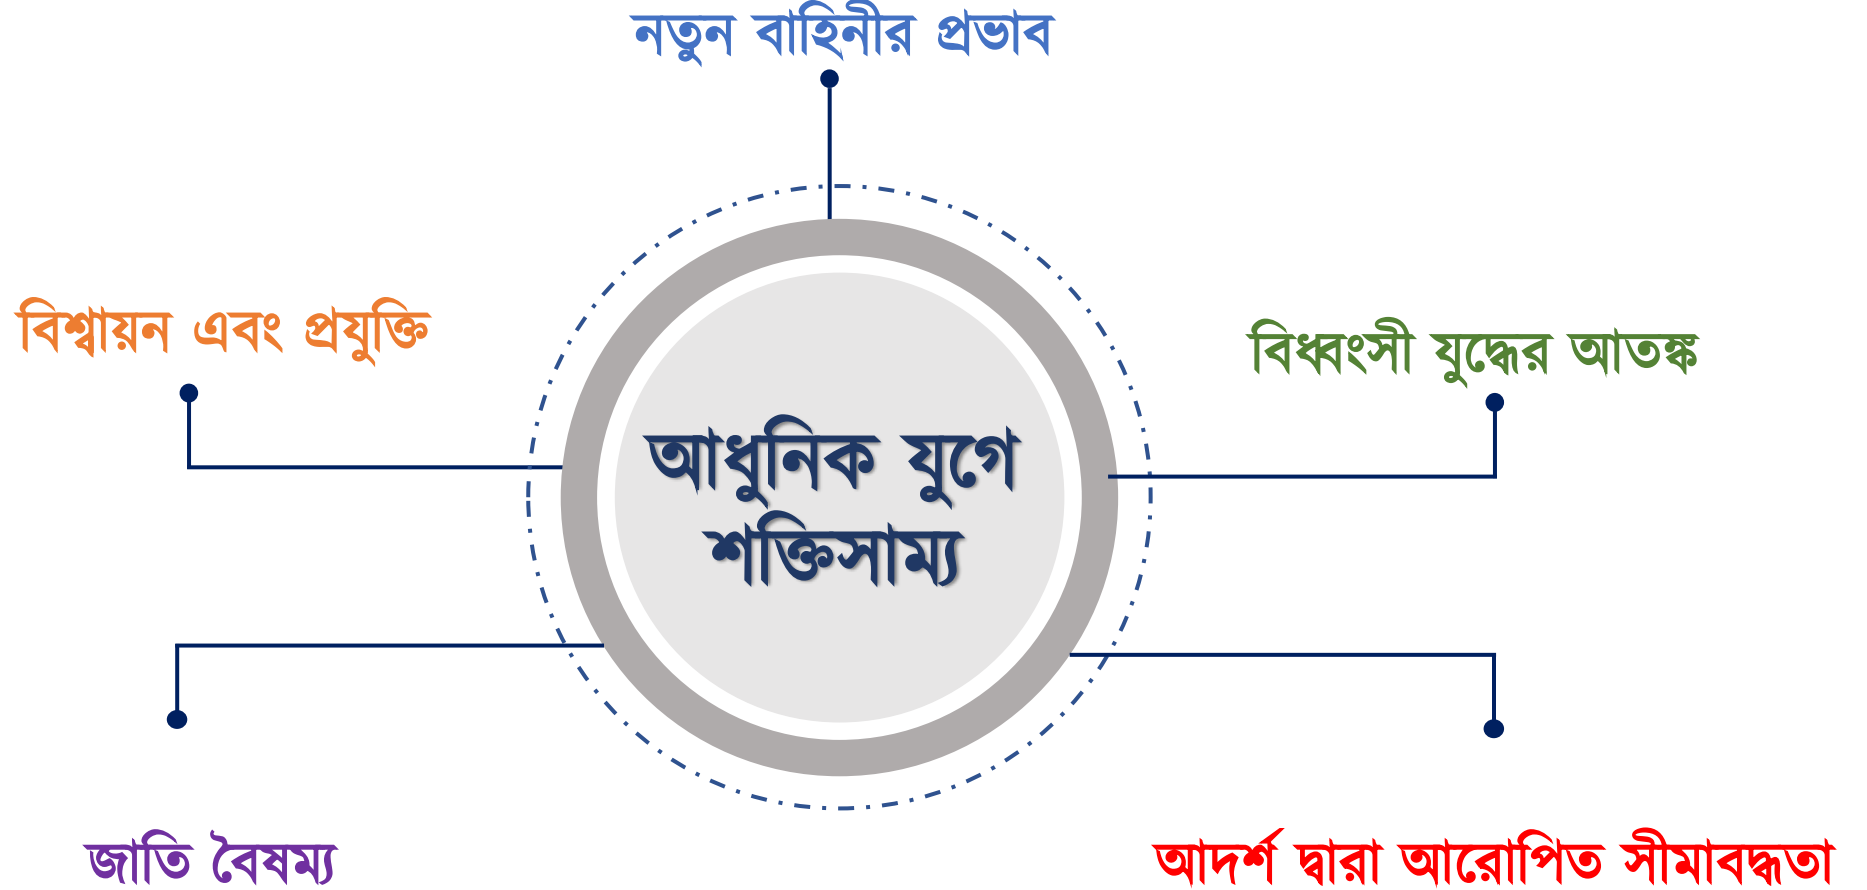 নতুন বাহিনীর প্রভাব
বিশ্বায়ন এবং প্রযুক্তি
বিধ্বংসী যুদ্ধের আতঙ্ক
আধুনিক যুগে
শক্তিসাম্য
জাতি বৈষম্য
আদর্শ দ্বারা আরোপিত সীমাবদ্ধতা